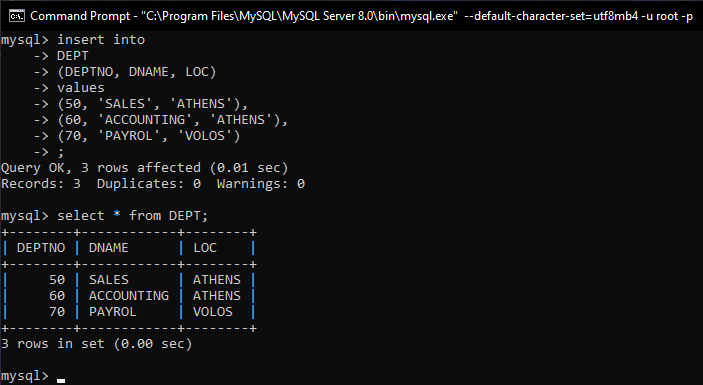 Command Prompt - "C:\Program Files\MySQL\MySQL Server 8.0\bin\mysql.exe"  --default-character-set=utf8mb4 -u root -p
mysql> insert into
    -> DEPT
    -> (DEPTNO, DNAME, LOC)
    -> values
    -> (50, 'SALES', 'ATHENS'),
    -> (60, 'ACCOUNTING', 'ATHENS'),
    -> (70, 'PAYROL', 'VOLOS')
    -> ;
Query OK, 3 rows affected (0.01 sec)
Records: 3  Duplicates: 0  Warnings: 0

mysql> select * from DEPT;
+--------+------------+--------+
| DEPTNO | DNAME      | LOC    |
+--------+------------+--------+
|     50 | SALES      | ATHENS |
|     60 | ACCOUNTING | ATHENS |
|     70 | PAYROL     | VOLOS  |
+--------+------------+--------+
3 rows in set (0.00 sec)

mysql>